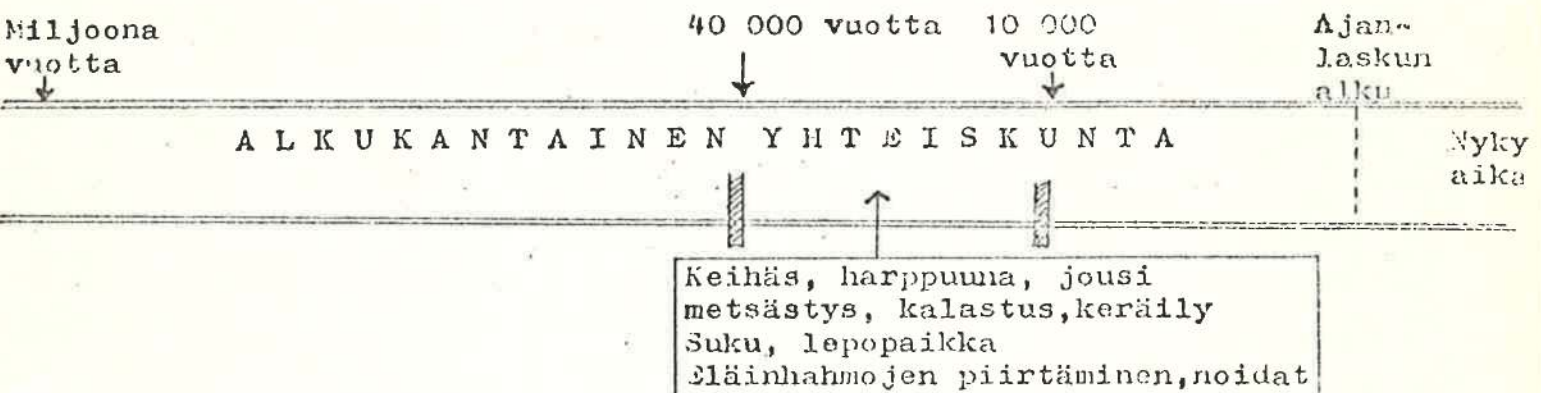 Miljoona
vuotta
40 000 vuotta
10 000
vuotta
Ajan-
laskun
alku
ALKUKANTAINEN YHTEISKUNTA
Nyky
aika
Keihäs, harppuuna, jousi
metsästys, kalastus,keräily
Suku, lepopaikka
Eläinhahmojen piirtäminen,noidat